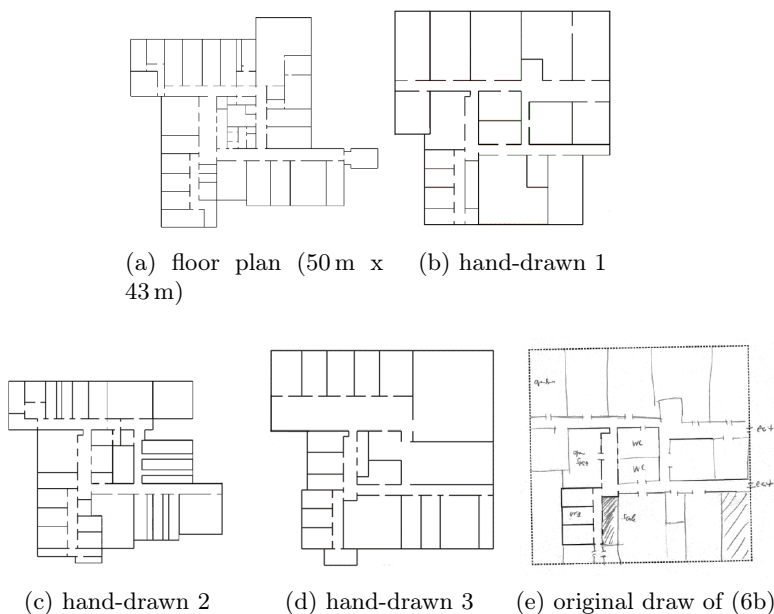 (a) floor plan (50 m x
43 m)
(b) hand-drawn 1
WC
WC
(c) hand-drawn 2
(d) hand-drawn 3
(e) original draw of (6b)